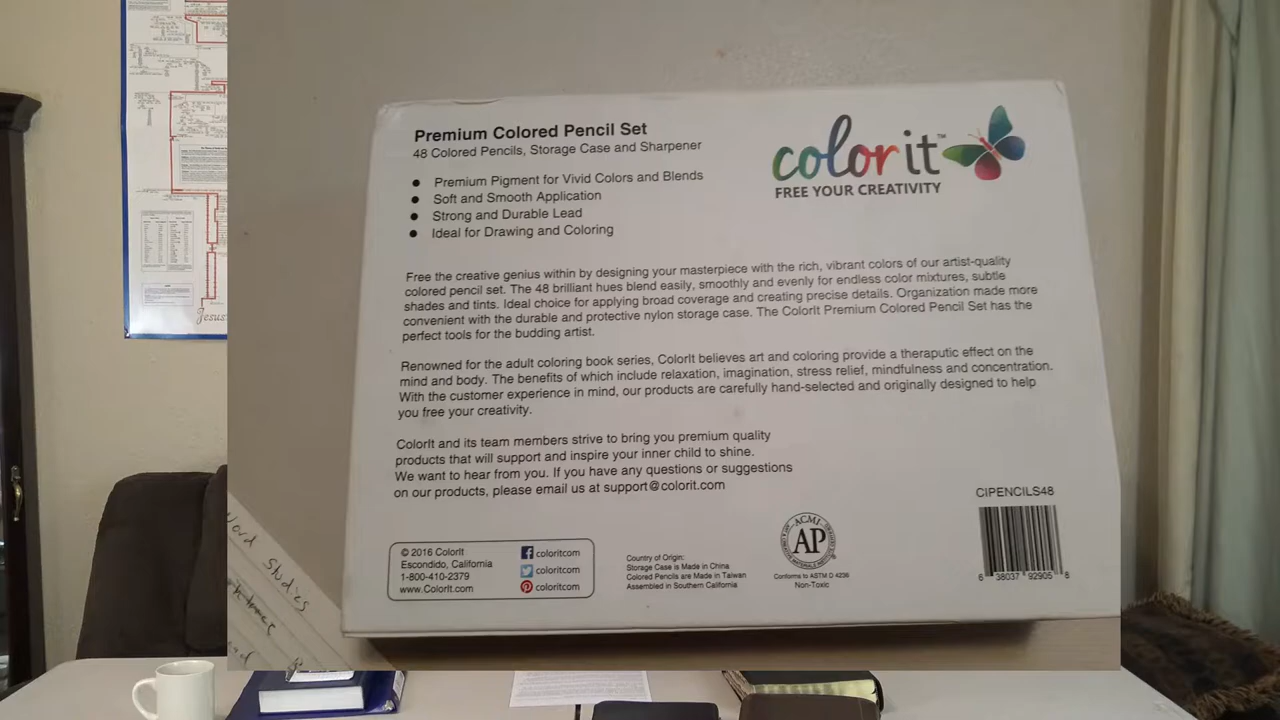 Premium Colored Pencil Set
48 Colored Pencils, Storage Case and Sharpener
● Premium Pigment for Vivid Colors and Blends
● Soft and Smooth Application
● Strong and Durable Lead
● Ideal for Drawing and Coloring
colorit™
FREE YOUR CREATIVITY
Free the creative genius within by designing your masterpiece with the rich, vibrant colors of our artist-quality
colored pencil set. The 48 brilliant hues blend easily, smoothly and evenly for endless color mixtures, subtle
shades and tints. Ideal choice for applying broad coverage and creating precise details. Organization made more
convenient with the durable and protective nylon storage case. The ColorIt Premium Colored Pencil Set has the
perfect tools for the budding artist.
Renowned for the adult coloring book series, ColorIt believes art and coloring provide a theraputic effect on the
mind and body. The benefits of which include relaxation, imagination, stress relief, mindfulness and concentration.
With the customer experience in mind, our products are carefully hand-selected and originally designed to help
you free your creativity.
ColorIt and its team members strive to bring you premium quality
products that will support and inspire your inner child to shine.
We want to hear from you. If you have any questions or suggestions
on our products, please email us at support@colorit.com
© 2016 ColorIt
Escondido, California
1-800-410-2379
www.ColorIt.com
coloritcom
coloritcom
coloritcom
Country of Origin:
Storage Case is Made in China
Colored Pencils are Made in Taiwan
Assembled in Southern California
ACMI
AP
Conforms to ASTM D 4236
Non-Toxic
CIPENCILS48
6 38037 92905 8
Word Studies
Jesus